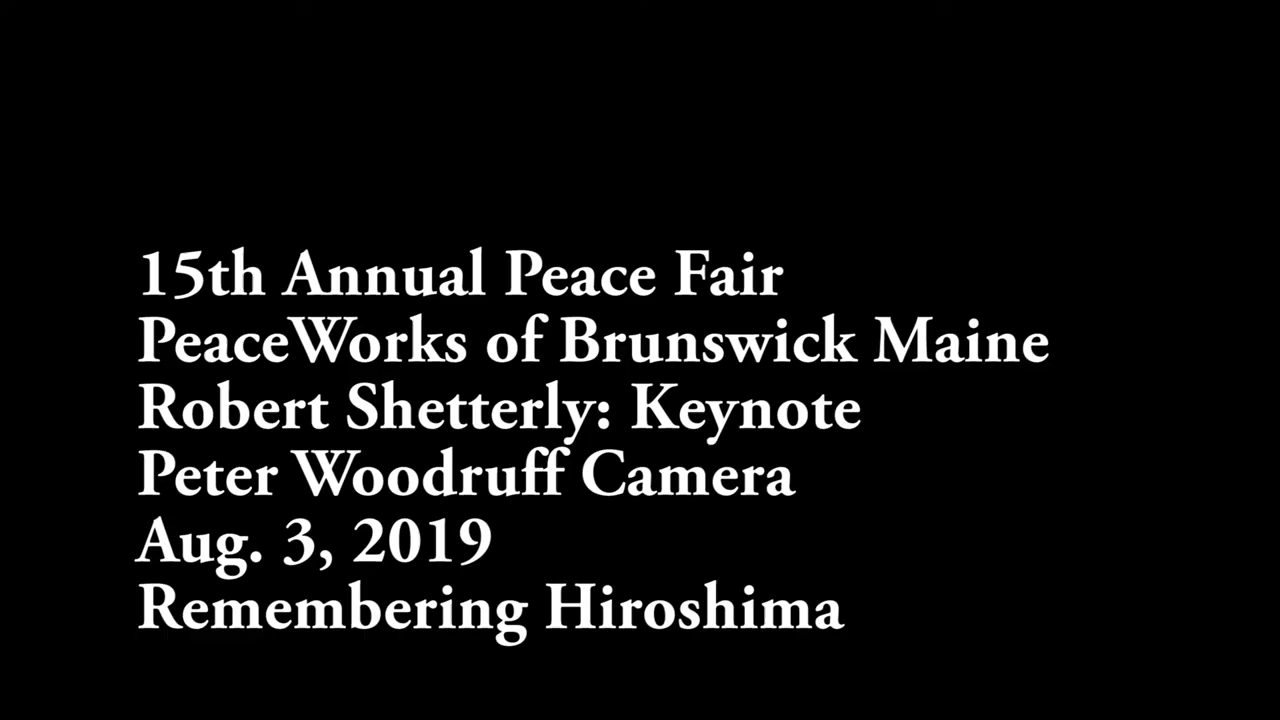 15th Annual Peace Fair
PeaceWorks of Brunswick Maine
Robert Shetterly: Keynote
Peter Woodruff Camera
Aug. 3, 2019
Remembering Hiroshima